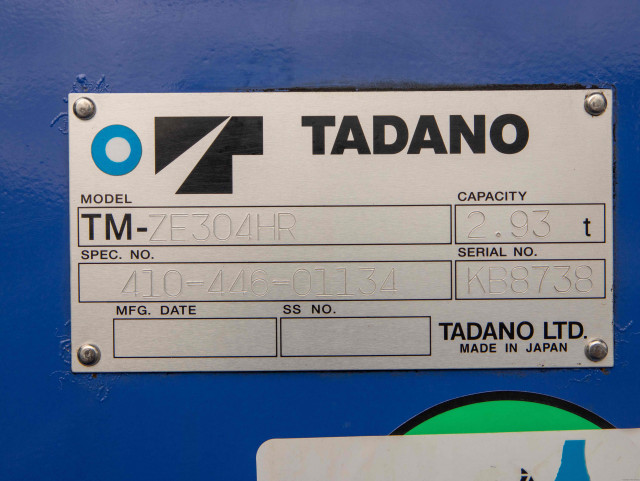 TADANO
MODEL
TM-ZE304HR
CAPACITY
2.93 t
SPEC. NO.
410-446-01134
SERIAL NO.
KB8738
MFG. DATE
SS NO.
TADANO LTD.
MADE IN JAPAN